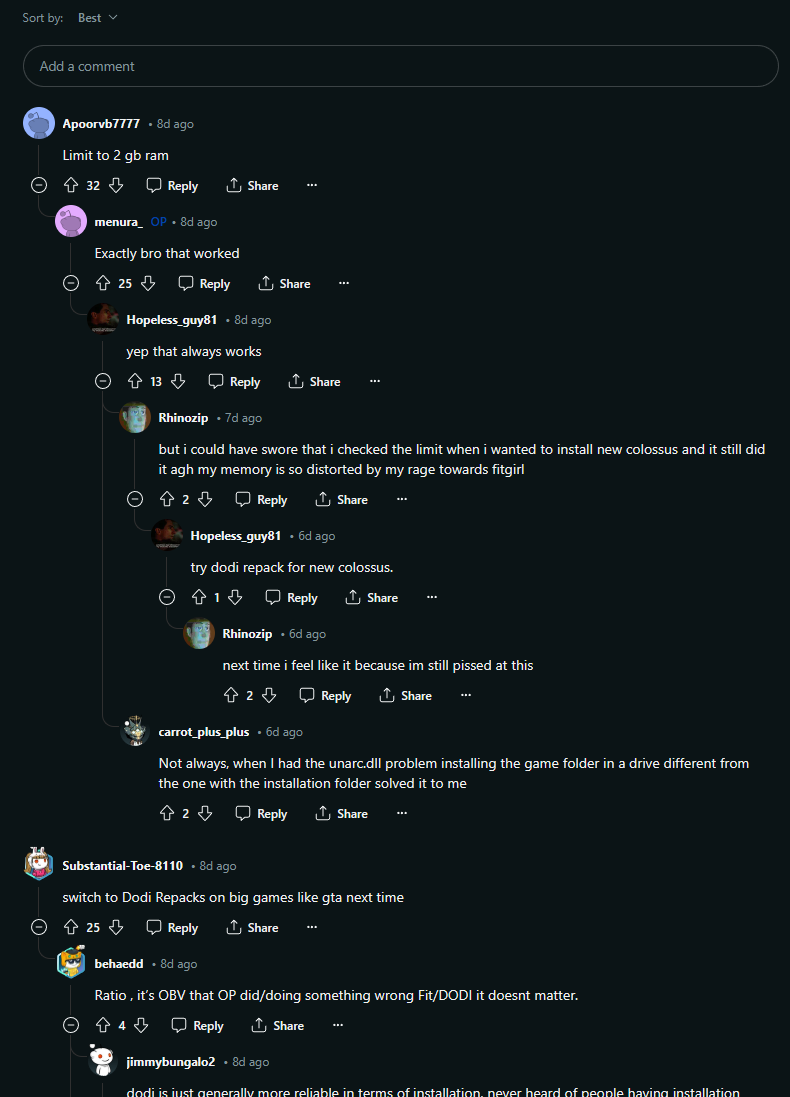 Sort by: Best
Add a comment
Apoorvb7777 • 8d ago
Limit to 2 gb ram
32 Reply Share ...
menura_ OP • 8d ago
Exactly bro that worked
25 Reply Share ...
Hopeless_guy81 • 8d ago
yep that always works
13 Reply Share ...
Rhinozip • 7d ago
but i could have swore that i checked the limit when i wanted to install new colossus and it still did
it agh my memory is so distorted by my rage towards fitgirl
2 Reply Share ...
Hopeless_guy81 • 6d ago
try dodi repack for new colossus.
1 Reply Share ...
Rhinozip • 6d ago
next time i feel like it because im still pissed at this
2 Reply Share ...
carrot_plus_plus • 6d ago
Not always, when I had the unarc.dll problem installing the game folder in a drive different from
the one with the installation folder solved it to me
2 Reply Share ...
Substantial-Toe-8110 • 8d ago
switch to Dodi Repacks on big games like gta next time
25 Reply Share ...
behaedd • 8d ago
Ratio , it's OBV that OP did/doing something wrong Fit/DODI it doesnt matter.
4 Reply Share ...
jimmybungalo2 • 8d ago
dodi is just generally more reliable in terms of installation, never heard of people having installation